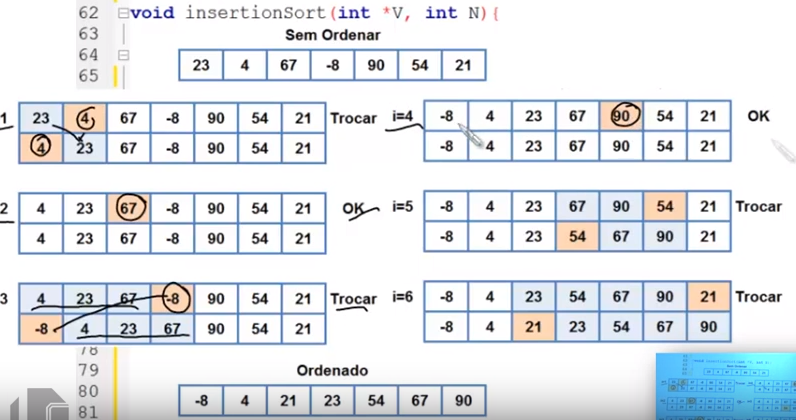 62 void insertionSort(int *V, int N){
63 Sem Ordenar
64
65 23 4 67 -8 90 54 21
1 23 4 67 -8 90 54 21 Trocar
4 23 67 -8 90 54 21
2 4 23 67 -8 90 54 21 OK
4 23 67 -8 90 54 21
3 4 23 67 -8 90 54 21 Trocar
-8 4 23 67 90 54 21
i=4 -8 4 23 67 90 54 21 OK
-8 4 23 67 90 54 21
i=5 -8 4 23 67 90 54 21 Trocar
-8 4 23 54 67 90 21
i=6 -8 4 23 54 67 90 21 Trocar
-8 4 21 23 54 67 90
78
79 Ordenado
80 -8 4 21 23 54 67 90
81